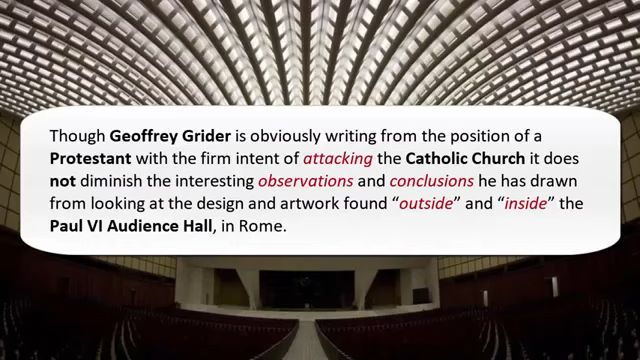 Though Geoffrey Grider is obviously writing from the position of a
Protestant with the firm intent of attacking the Catholic Church it does
not diminish the interesting observations and conclusions he has drawn
from looking at the design and artwork found “outside” and “inside” the
Paul VI Audience Hall, in Rome.